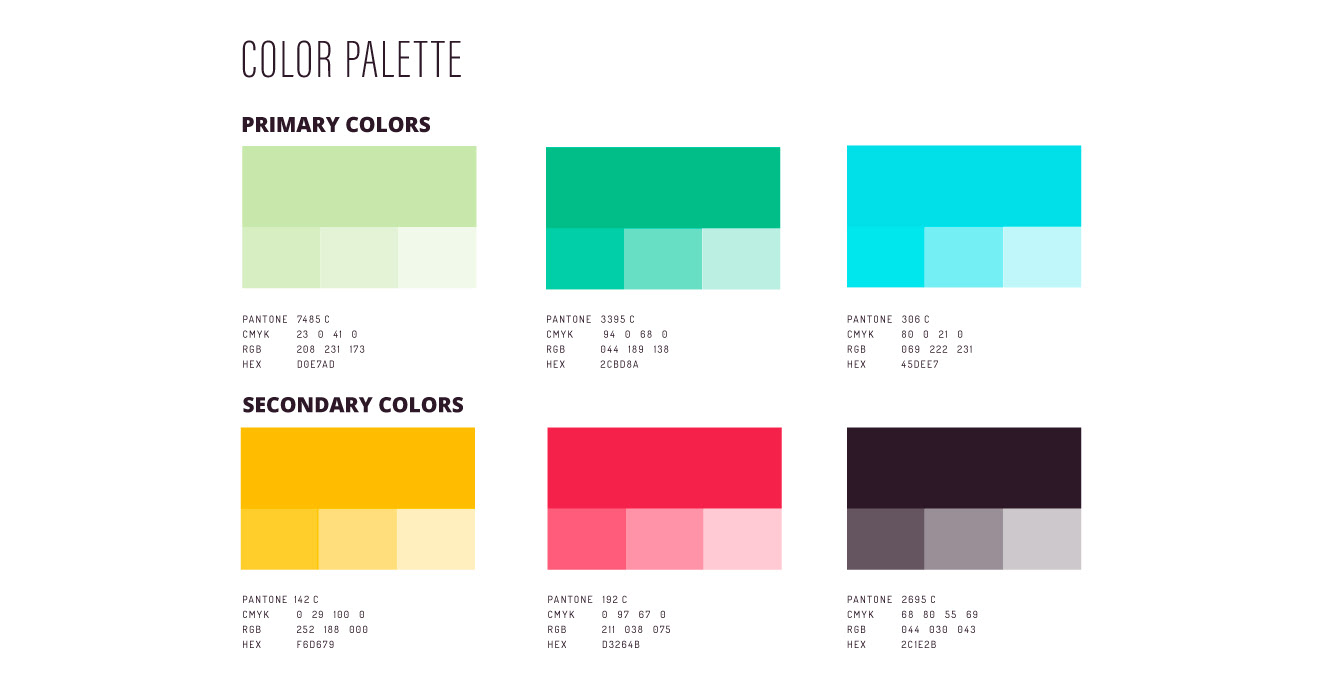 COLOR PALETTE
PRIMARY COLORS
PANTONE 7485 C
CMYK 23 0 41 0
RGB 208 231 173
HEX D0E7AD
PANTONE 3395 C
CMYK 94 0 68 0
RGB 044 189 138
HEX 2CBD8A
PANTONE 306 C
CMYK 80 0 21 0
RGB 069 222 231
HEX 45DEE7
SECONDARY COLORS
PANTONE 142 C
CMYK 0 29 100 0
RGB 252 188 000
HEX F6D679
PANTONE 192 C
CMYK 0 97 67 0
RGB 211 038 075
HEX D3264B
PANTONE 2695 C
CMYK 68 80 55 69
RGB 044 030 043
HEX 2C1E2B